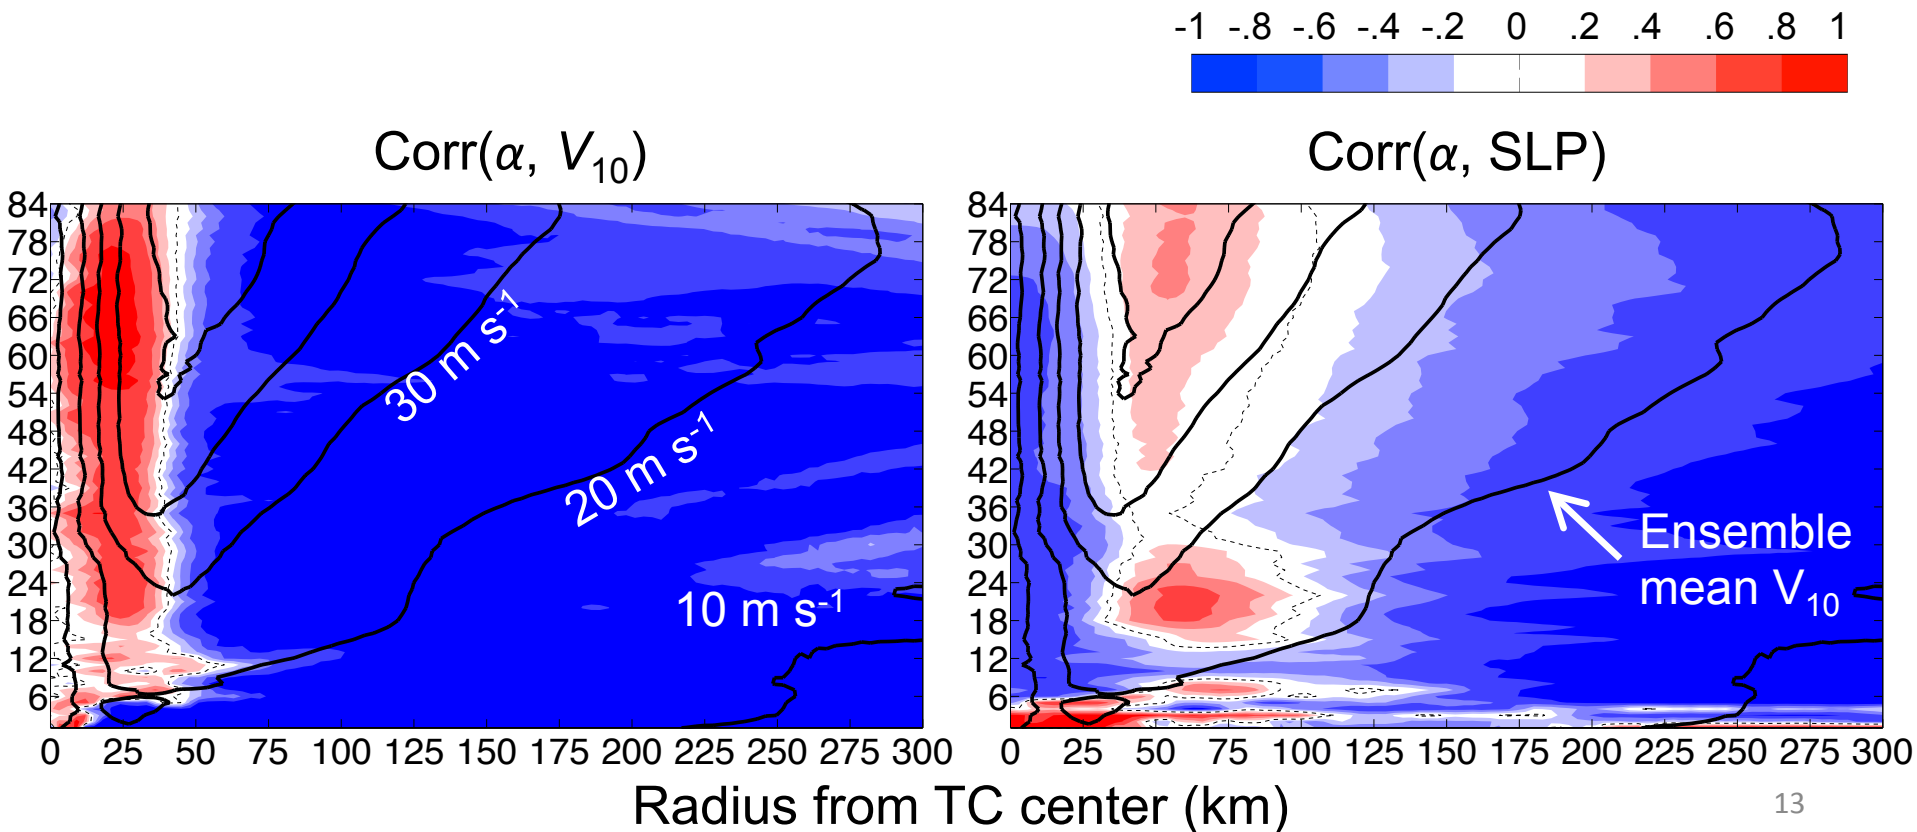 -1 -.8 -.6 -.4 -.2 0 .2 .4 .6 .8 1
Corr(α, V10)
Corr(α, SLP)
84
78
72
66
60
54
48
42
36
30
24
18
12
6
30 m s-1
20 m s-1
10 m s-1
0 25 50 75 100 125 150 175 200 225 250 275 300
84
78
72
66
60
54
48
42
36
30
24
18
12
6
Ensemble
mean V10
0 25 50 75 100 125 150 175 200 225 250 275 300
Radius from TC center (km)
13